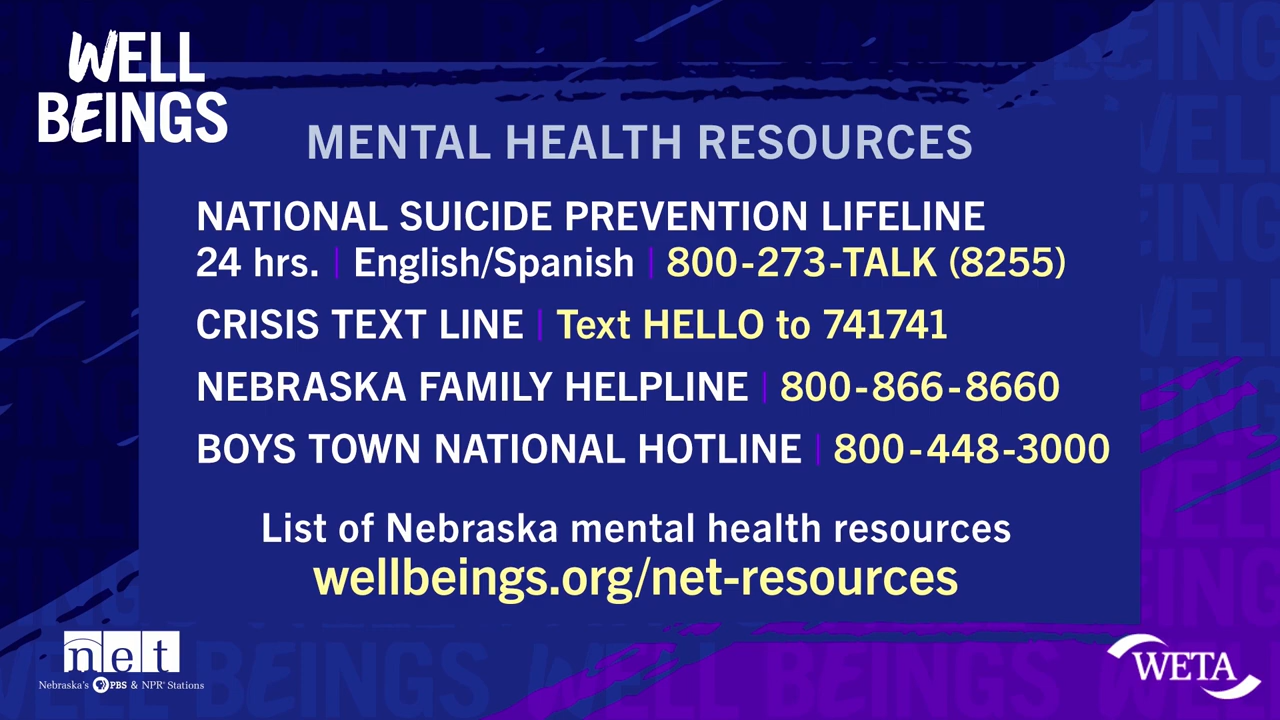 WELL
BEINGS
MENTAL HEALTH RESOURCES
NATIONAL SUICIDE PREVENTION LIFELINE
24 hrs. | English/Spanish | 800-273-TALK (8255)
CRISIS TEXT LINE | Text HELLO to 741741
NEBRASKA FAMILY HELPLINE | 800-866-8660
BOYS TOWN NATIONAL HOTLINE | 800-448-3000
List of Nebraska mental health resources
wellbeings.org/net-resources
net
Nebraska's PBS & NPR® Stations
WETA